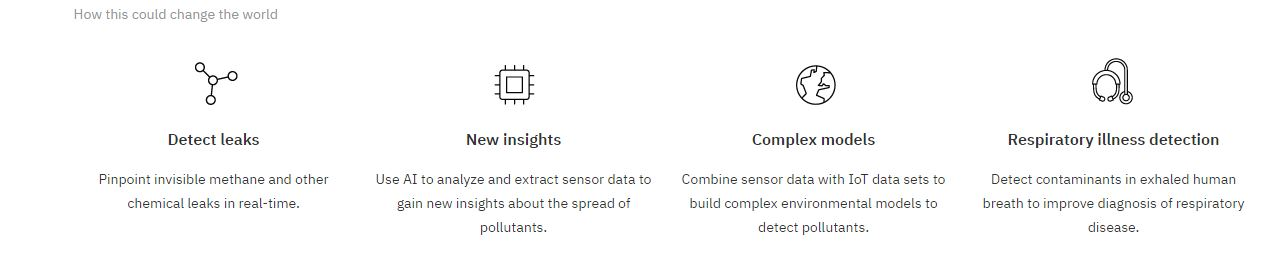 How this could change the world
Detect leaks
Pinpoint invisible methane and other
chemical leaks in real-time.
New insights
Use AI to analyze and extract sensor data to
gain new insights about the spread of
pollutants.
Complex models
Combine sensor data with IoT data sets to
build complex environmental models to
detect pollutants.
Respiratory illness detection
Detect contaminants in exhaled human
breath to improve diagnosis of respiratory
disease.